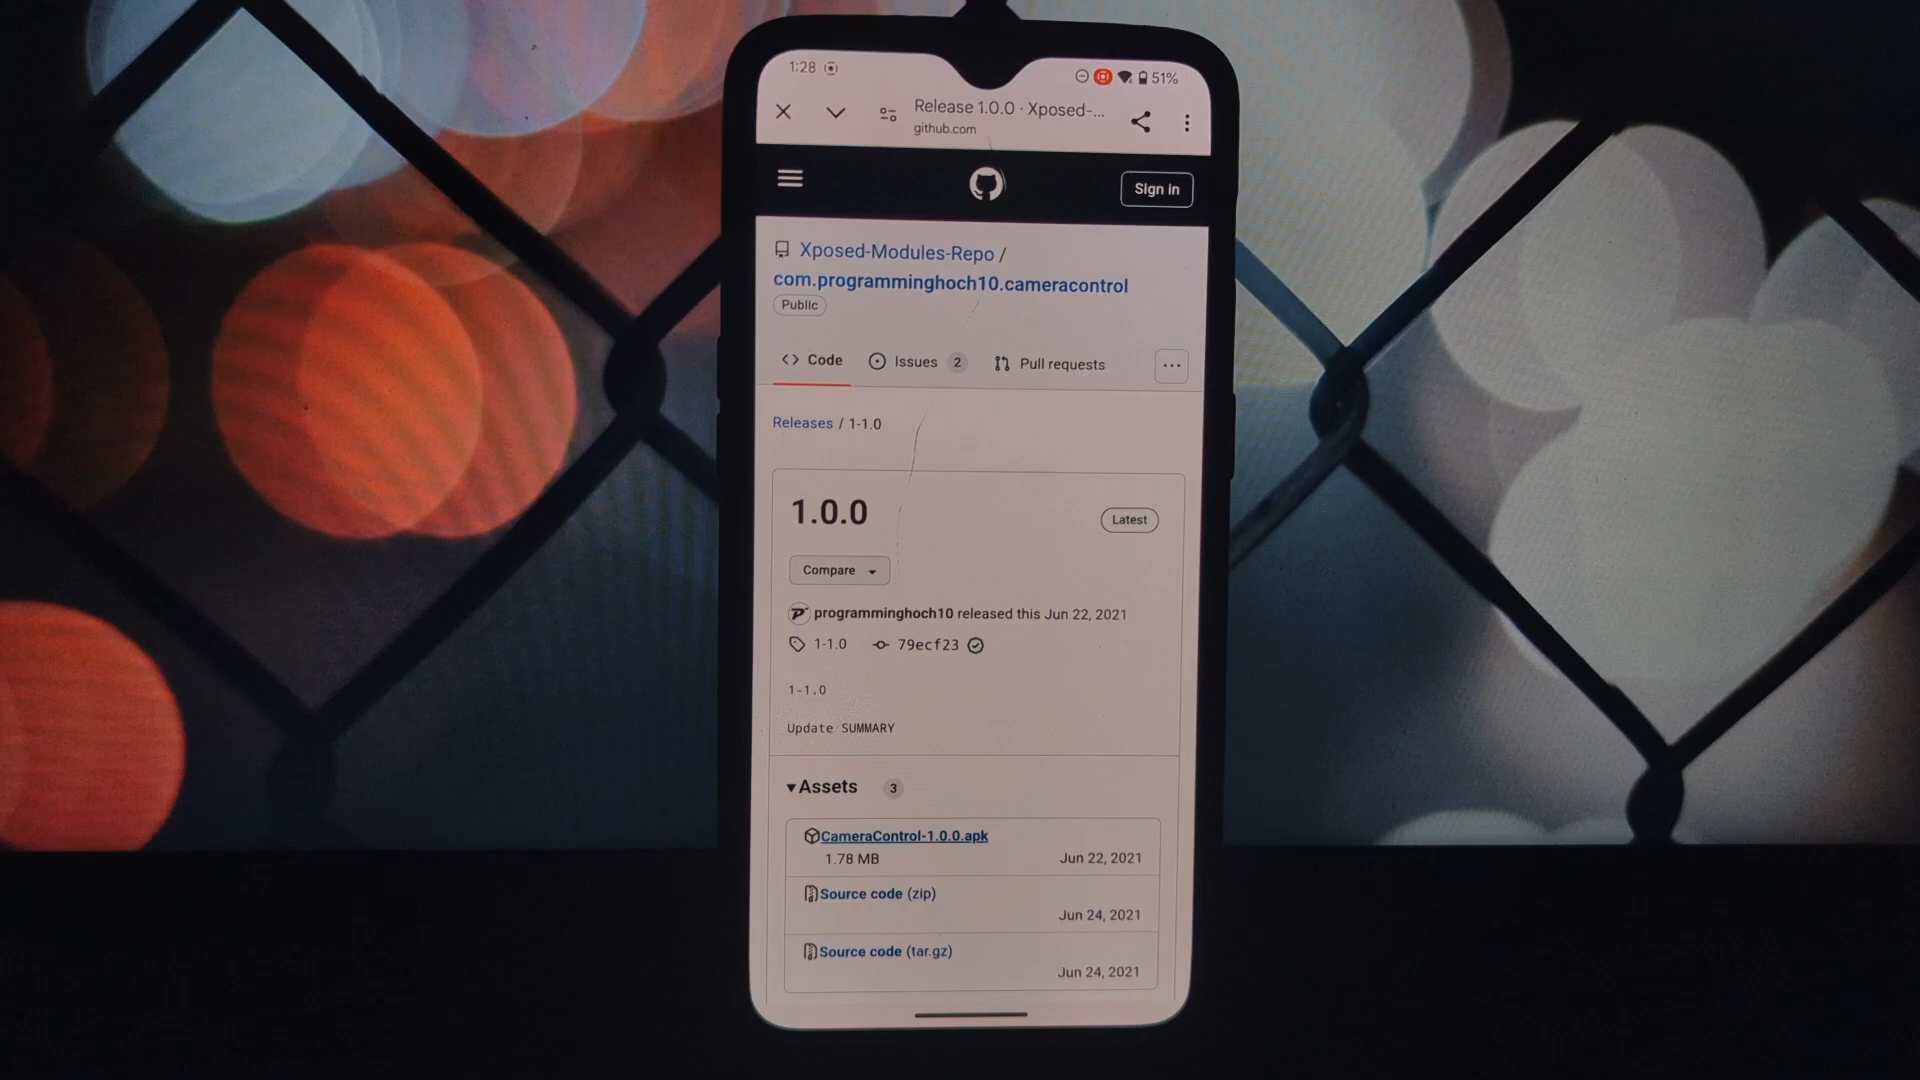 1:28 51%
Release 1.0.0 · Xposed-...
github.com
Sign in
Xposed-Modules-Repo /
com.programminghoch10.cameracontrol
Public
Code Issues 2 Pull requests ...
Releases / 1-1.0
1.0.0
Latest
Compare
programminghoch10 released this Jun 22, 2021
1-1.0 79ecf23
1-1.0
Update SUMMARY
Assets 3
CameraControl-1.0.0.apk
1.78 MB Jun 22, 2021
Source code (zip)
Jun 24, 2021
Source code (tar.gz)
Jun 24, 2021